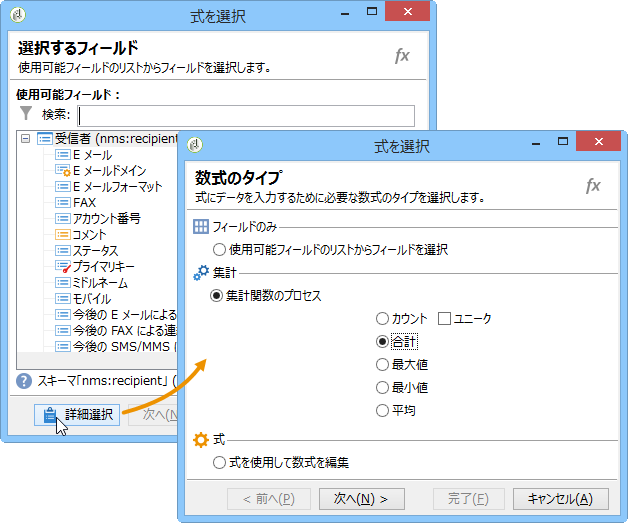 式を選択
選択するフィールド
使用可能フィールドのリストからフィールドを選択します。
fx
使用可能フィールド :
検索:
受信者 (nms:recipient
E メール
E メールドメイン
E メールフォーマット
FAX
アカウント番号
コメント
ステータス
プライマリキー
ミドルネーム
モバイル
今後の E メールによる
今後の FAX による連
今後の SMS/MMS に
スキーマ「nms:recipient」 (
詳細選択
次へ(N
式を選択
数式のタイプ
式にデータを入力するために必要な数式のタイプを選択します。
fx
フィールドのみ
使用可能フィールドのリストからフィールドを選択
集計
集計関数のプロセス
カウント ユニーク
合計
最大値
最小値
平均
式
式を使用して数式を編集
< 前へ(P) 次へ(N) > 完了(F) キャンセル(A)